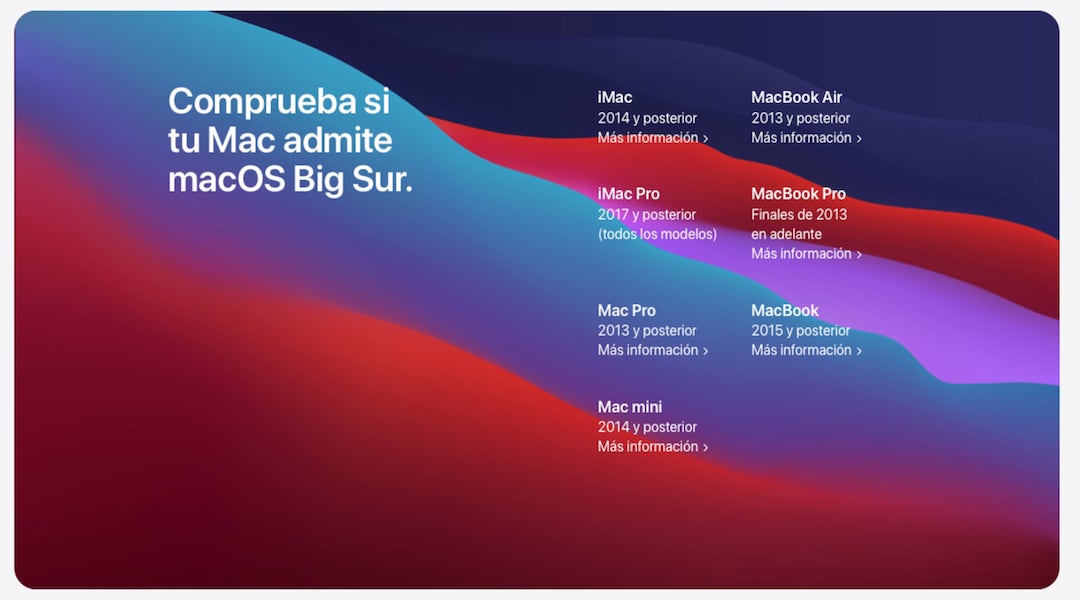 Comprueba si
tu Mac admite
macOS Big Sur.
iMac
2014 y posterior
Más información ›
MacBook Air
2013 y posterior
Más información ›
iMac Pro
2017 y posterior
(todos los modelos)
MacBook Pro
Finales de 2013
en adelante
Más información ›
Mac Pro
2013 y posterior
Más información ›
MacBook
2015 y posterior
Más información ›
Mac mini
2014 y posterior
Más información ›